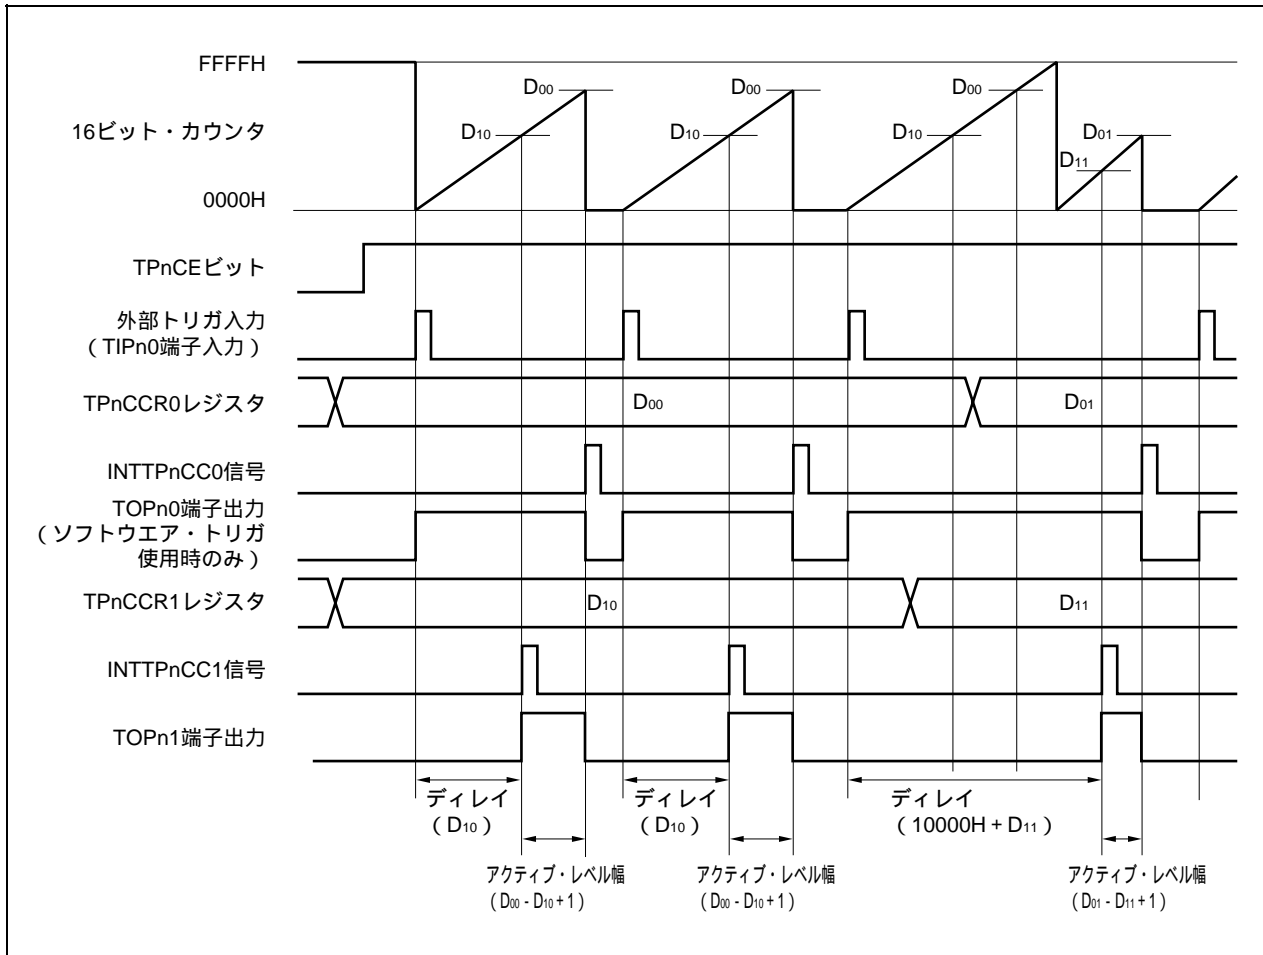 FFFFH
16ビット・カウンタ
0000H
D00
D10
D00
D10
D00
D10
D01
D11
TPnCEビット
外部トリガ入力
（TIPn0端子入力）
TPnCCR0レジスタ
D00
D01
INTTPnCC0信号
TOPn0端子出力
（ソフトウエア・トリガ
使用時のみ）
TPnCCR1レジスタ
D10
D11
INTTPnCC1信号
TOPn1端子出力
ディレイ
（D10）
ディレイ
（D10）
ディレイ
（10000H + D11）
アクティブ・レベル幅
（D00 - D10 + 1）
アクティブ・レベル幅
（D00 - D10 + 1）
アクティブ・レベル幅
（D01 - D11 + 1）